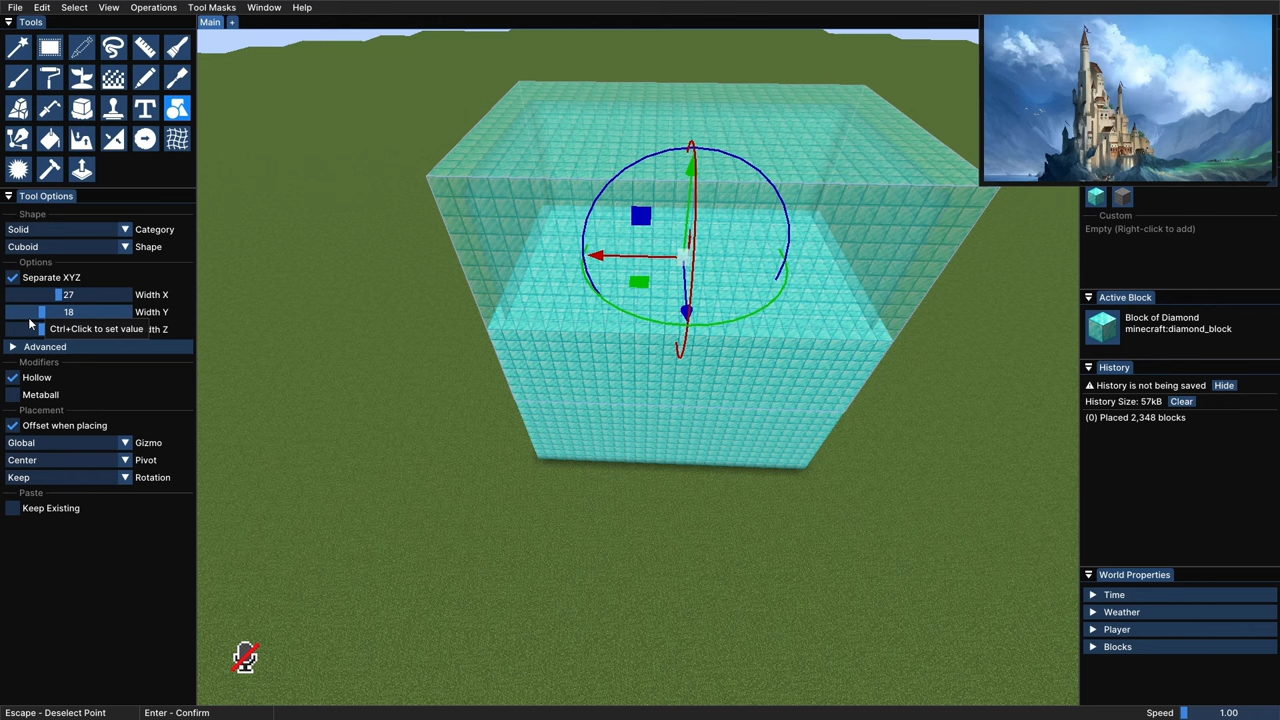 File Edit Select View Operations Tool Masks Window Help
Tools
Main +
Tool Options
Shape
Solid Category
Cuboid Shape
Options
Separate XYZ
27 Width X
18 Width Y
Ctrl+Click to set value
dth Z
Advanced
Modifiers
Hollow
Metaball
Placement
Offset when placing
Global Gizmo
Center Pivot
Keep Rotation
Paste
Keep Existing
Custom
Empty (Right-click to add)
Active Block
Block of Diamond
minecraft:diamond_block
History
History is not being saved Hide
History Size: 57kB Clear
(0) Placed 2,348 blocks
World Properties
Time
Weather
Player
Blocks
Escape - Deselect Point Enter - Confirm Speed 1.00